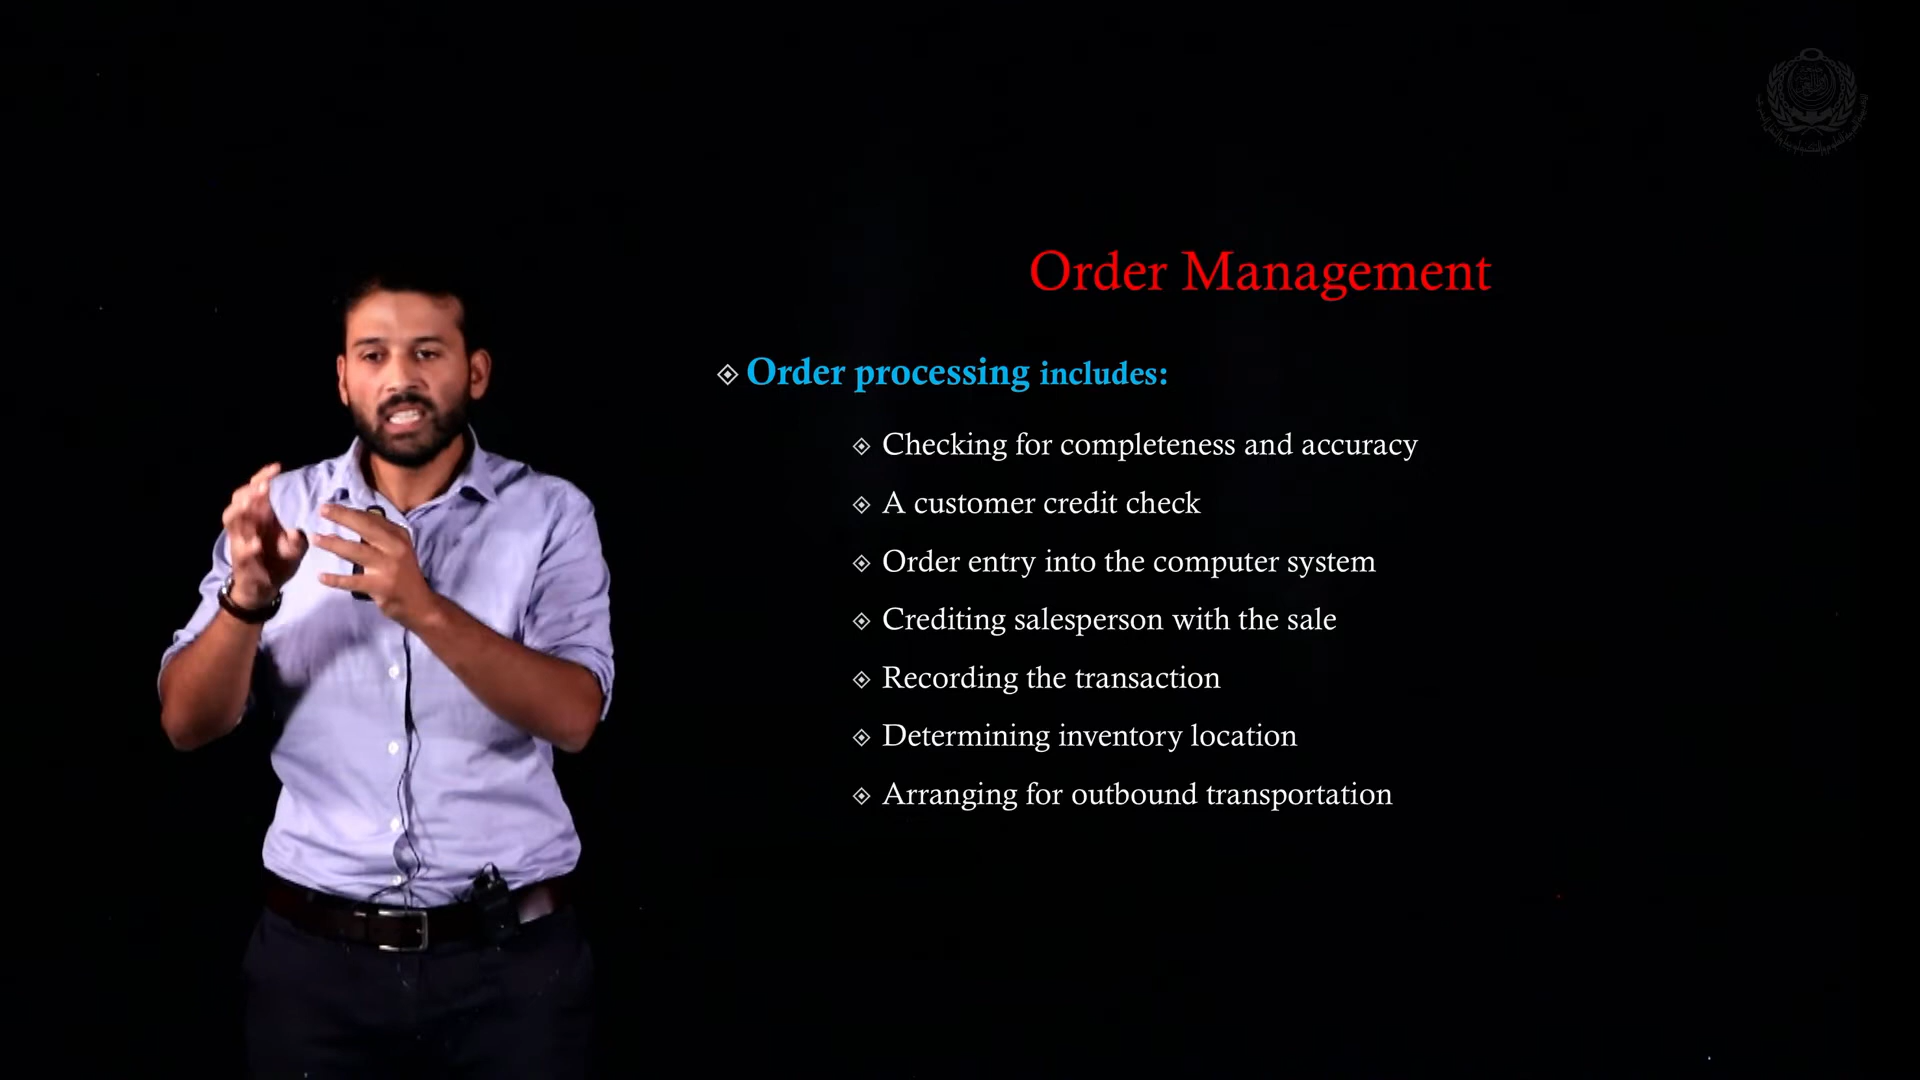 Order Management
Order processing includes:
Checking for completeness and accuracy
A customer credit check
Order entry into the computer system
Crediting salesperson with the sale
Recording the transaction
Determining inventory location
Arranging for outbound transportation